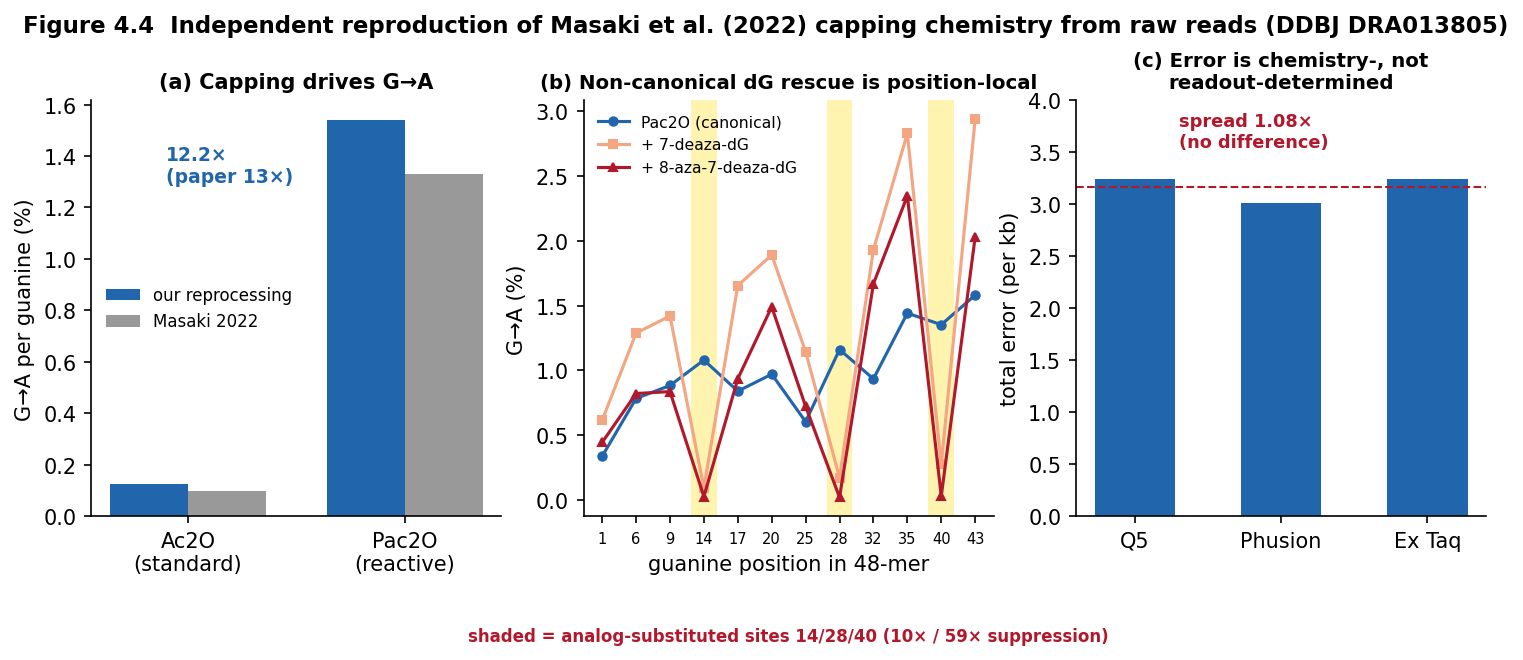 Figure 4.4  Independent reproduction of Masaki et al. (2022) capping chemistry from raw reads (DDBJ DRA013805)
(a) Capping drives G→A
G→A per guanine (%)
1.6
1.4
1.2
1.0
0.8
0.6
0.4
0.2
0.0
12.2×
(paper 13×)
our reprocessing
Masaki 2022
Ac2O
(standard)
Pac2O
(reactive)
(b) Non-canonical dG rescue is position-local
G→A (%)
3.0
2.5
2.0
1.5
1.0
0.5
0.0
Pac2O (canonical)
+ 7-deaza-dG
+ 8-aza-7-deaza-dG
1 6 9 14 17 20 25 28 32 35 40 43
guanine position in 48-mer
(c) Error is chemistry-, not
readout-determined
total error (per kb)
4.0
3.5
3.0
2.5
2.0
1.5
1.0
0.5
0.0
spread 1.08×
(no difference)
Q5 Phusion Ex Taq
shaded = analog-substituted sites 14/28/40 (10× / 59× suppression)